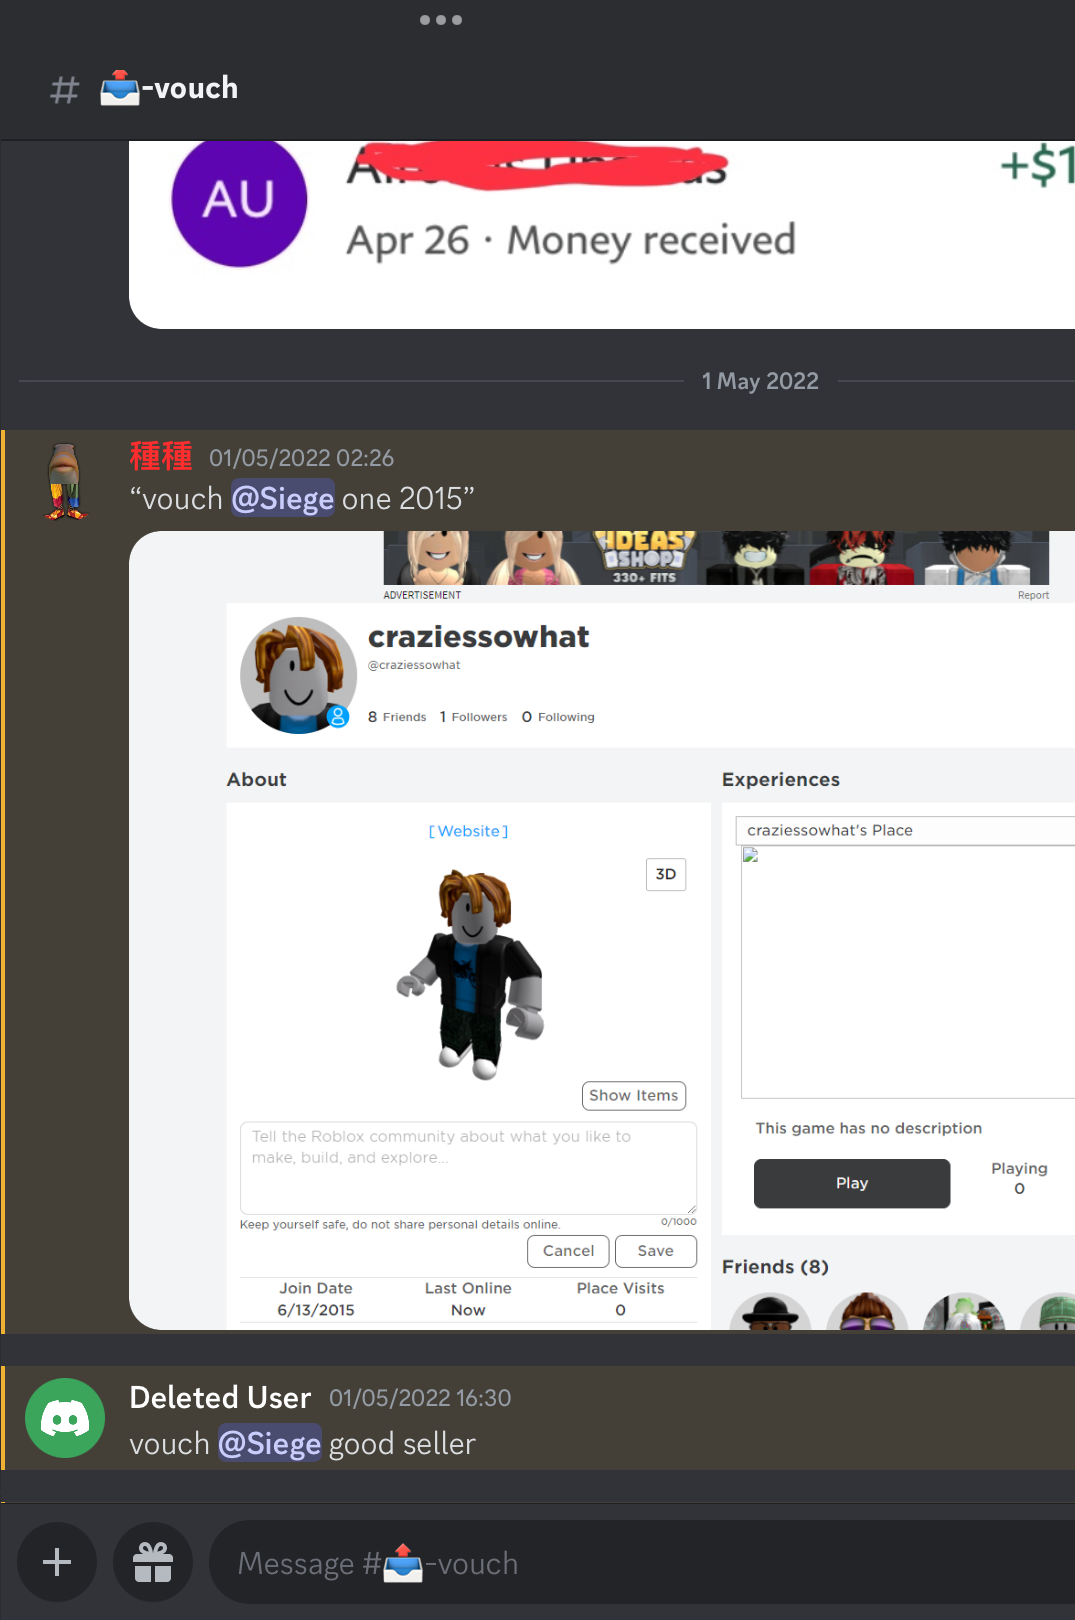 # 📤-vouch
AU
+$1
Apr 26 · Money received
1 May 2022
種種 01/05/2022 02:26
“vouch @Siege one 2015”
IDEAS
SHOP
330+ FITS
ADVERTISEMENT
Report
craziessowhat
@craziessowhat
8 Friends 1 Followers 0 Following
About
Experiences
[ Website ]
craziessowhat's Place
3D
Show Items
Tell the Roblox community about what you like to
make, build, and explore...
This game has no description
Play
Playing
0
Keep yourself safe, do not share personal details online.
0/1000
Cancel
Save
Friends (8)
Join Date Last Online Place Visits
6/13/2015 Now 0
Deleted User 01/05/2022 16:30
vouch @Siege good seller
Message #📤-vouch